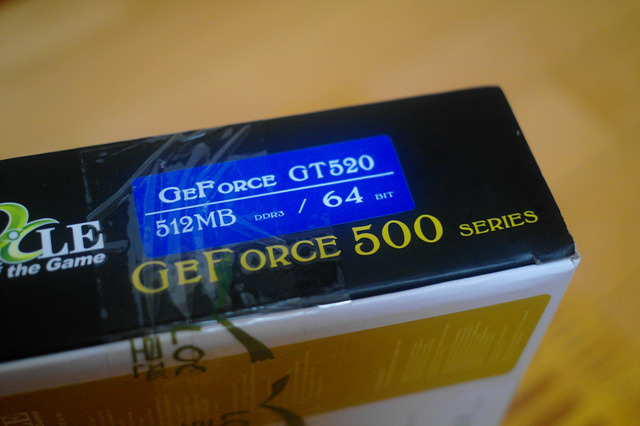 GEFORCE GT520
512MB DDR3 / 64 BIT
GEFORCE 500 SERIES
LE
the Game